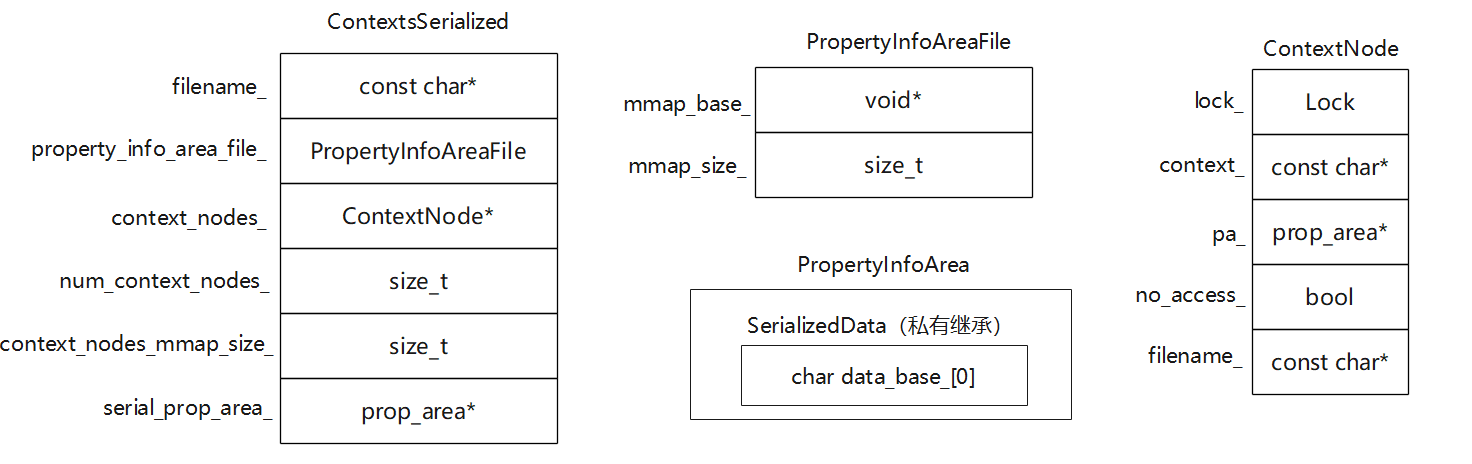 ContextsSerialized
filename_ const char*
property_info_area_file_ PropertyInfoAreaFile
context_nodes_ ContextNode*
num_context_nodes_ size_t
context_nodes_mmap_size_ size_t
serial_prop_area_ prop_area*
PropertyInfoAreaFile
mmap_base_ void*
mmap_size_ size_t
PropertyInfoArea
SerializedData（私有继承）
char data_base_[0]
ContextNode
lock_ Lock
context_ const char*
pa_ prop_area*
no_access_ bool
filename_ const char*